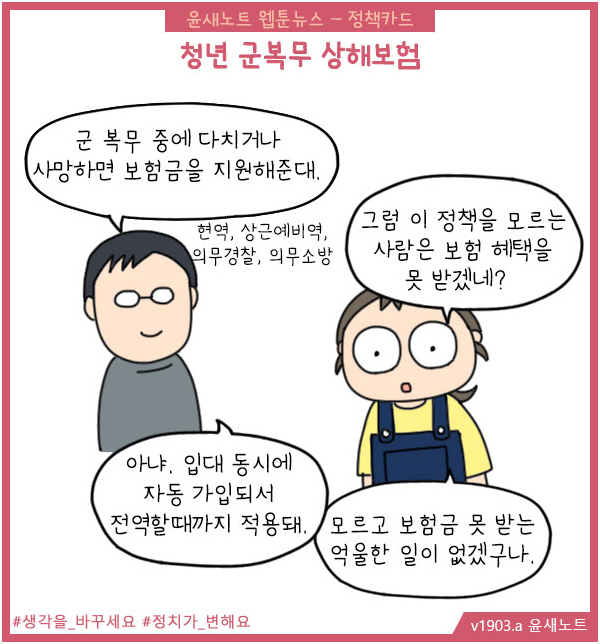 윤새노트 웹툰뉴스 - 정책카드
청년 군복무 상해보험
군 복무 중에 다치거나
사망하면 보험금을 지원해준대.
현역, 상근예비역,
의무경찰, 의무소방
그럼 이 정책을 모르는
사람은 보험 혜택을
못 받겠네?
아냐. 입대 동시에
자동 가입되서
전역할때까지 적용돼.
모르고 보험금 못 받는
억울한 일이 없겠구나.
#생각을_바꾸세요 #정치가_변해요
v1903.a 윤새노트